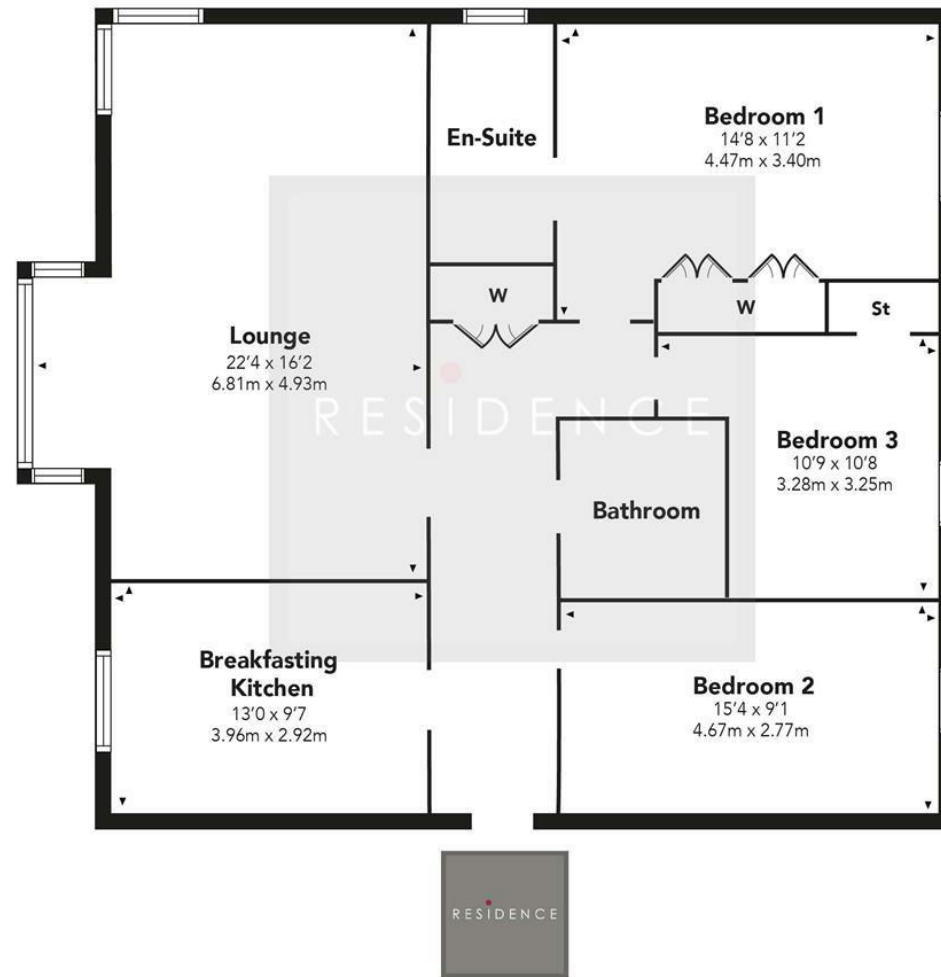 En-Suite
Bedroom 1
14'8 x 11'2
4.47m x 3.40m
W
W
St
Lounge
22'4 x 16'2
6.81m x 4.93m
RESIDENCE
Bedroom 3
10'9 x 10'8
3.28m x 3.25m
Bathroom
Breakfasting
Kitchen
13'0 x 9'7
3.96m x 2.92m
Bedroom 2
15'4 x 9'1
4.67m x 2.77m
RESIDENCE